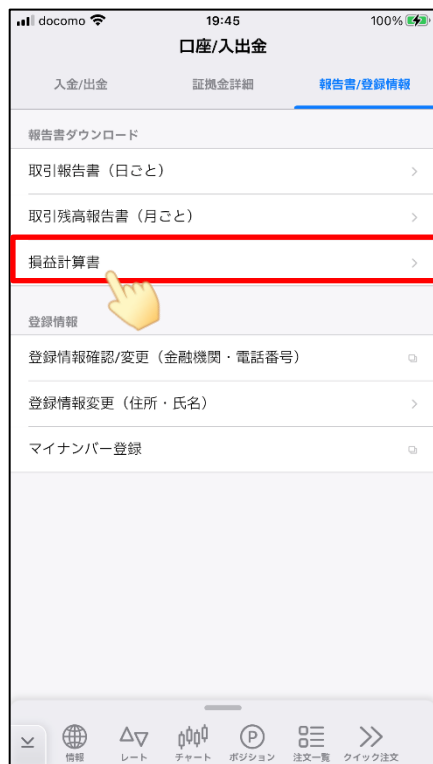 docomo 19:45 100%
口座/入出金
入金/出金 証拠金詳細 報告書/登録情報
報告書ダウンロード
取引報告書（日ごと）
取引残高報告書（月ごと）
損益計算書
登録情報
登録情報確認/変更（金融機関・電話番号）
登録情報変更（住所・氏名）
マイナンバー登録
P
情報 レート チャート ポジション 注文一覧 クイック注文